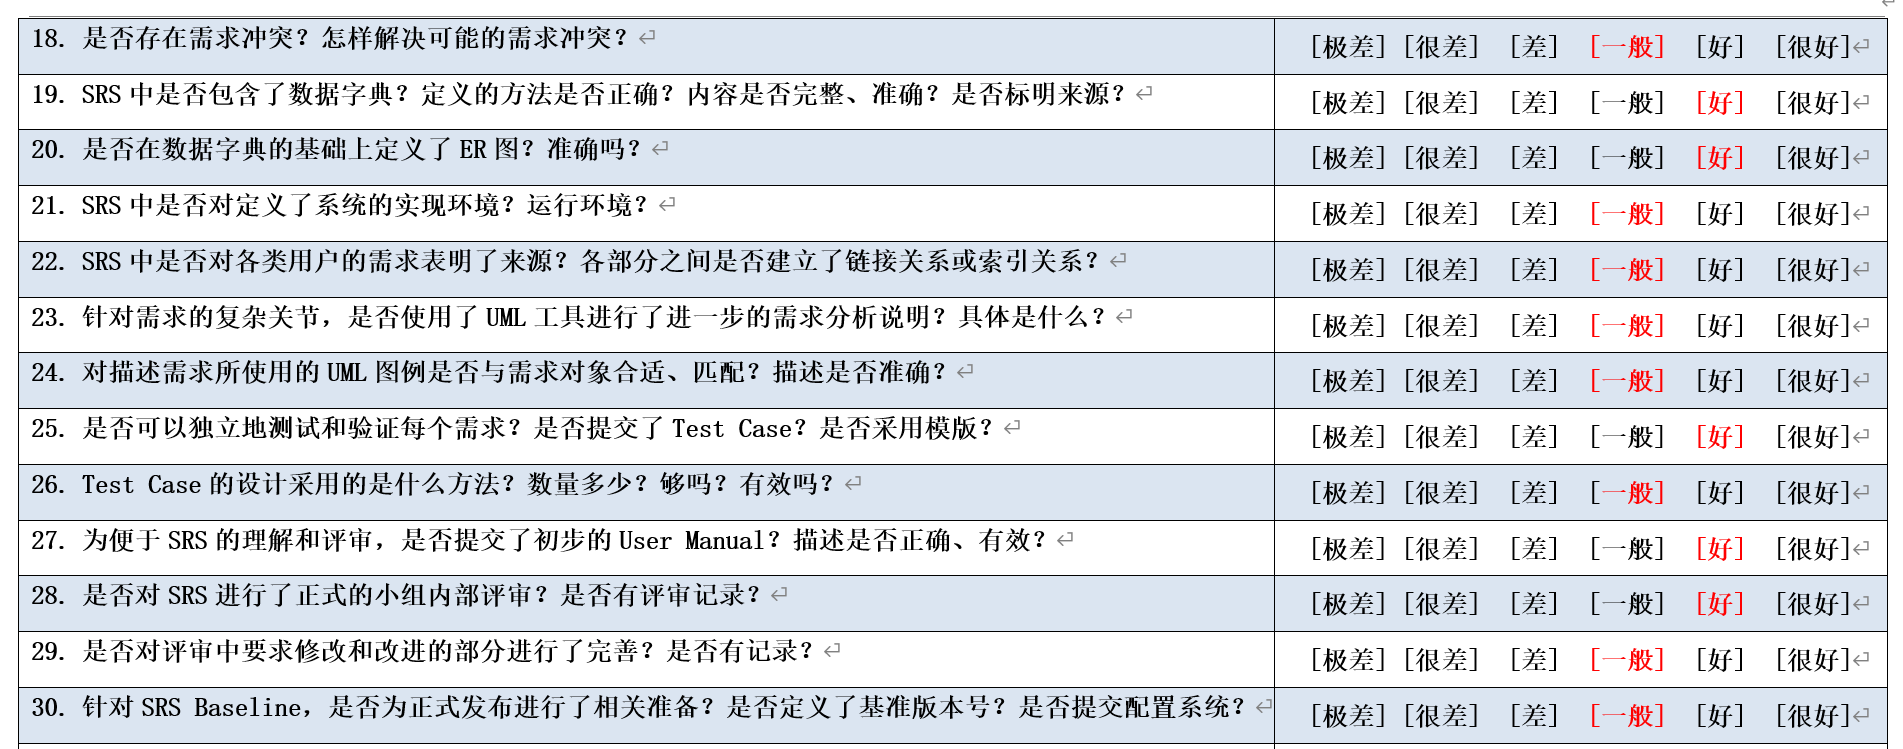 18. 是否存在需求冲突？怎样解决可能的需求冲突？ [极差] [很差] [差] [一般] [好] [很好]
19. SRS中是否包含了数据字典？定义的方法是否正确？内容是否完整、准确？是否标明来源？ [极差] [很差] [差] [一般] [好] [很好]
20. 是否在数据字典的基础上定义了 ER 图？准确吗？ [极差] [很差] [差] [一般] [好] [很好]
21. SRS中是否对定义了系统的实现环境？运行环境？ [极差] [很差] [差] [一般] [好] [很好]
22. SRS中是否对各类用户的需求表明了来源？各部分之间是否建立了链接关系或索引关系？ [极差] [很差] [差] [一般] [好] [很好]
23. 针对需求的复杂关节，是否使用了 UML 工具进行了进一步的需求分析说明？具体是什么？ [极差] [很差] [差] [一般] [好] [很好]
24. 对描述需求所使用的 UML 图例是否与需求对象合适、匹配？描述是否准确？ [极差] [很差] [差] [一般] [好] [很好]
25. 是否可以独立地测试和验证每个需求？是否提交了 Test Case？是否采用模版？ [极差] [很差] [差] [一般] [好] [很好]
26. Test Case 的设计采用的是什么方法？数量多少？够吗？有效吗？ [极差] [很差] [差] [一般] [好] [很好]
27. 为便于 SRS 的理解和评审，是否提交了初步的 User Manual？描述是否正确、有效？ [极差] [很差] [差] [一般] [好] [很好]
28. 是否对 SRS 进行了正式的小组内部评审？是否有评审记录？ [极差] [很差] [差] [一般] [好] [很好]
29. 是否对评审中要求修改和改进的部分进行了完善？是否有记录？ [极差] [很差] [差] [一般] [好] [很好]
30. 针对 SRS Baseline，是否为正式发布进行了相关准备？是否定义了基准版本号？是否提交配置系统？ [极差] [很差] [差] [一般] [好] [很好]